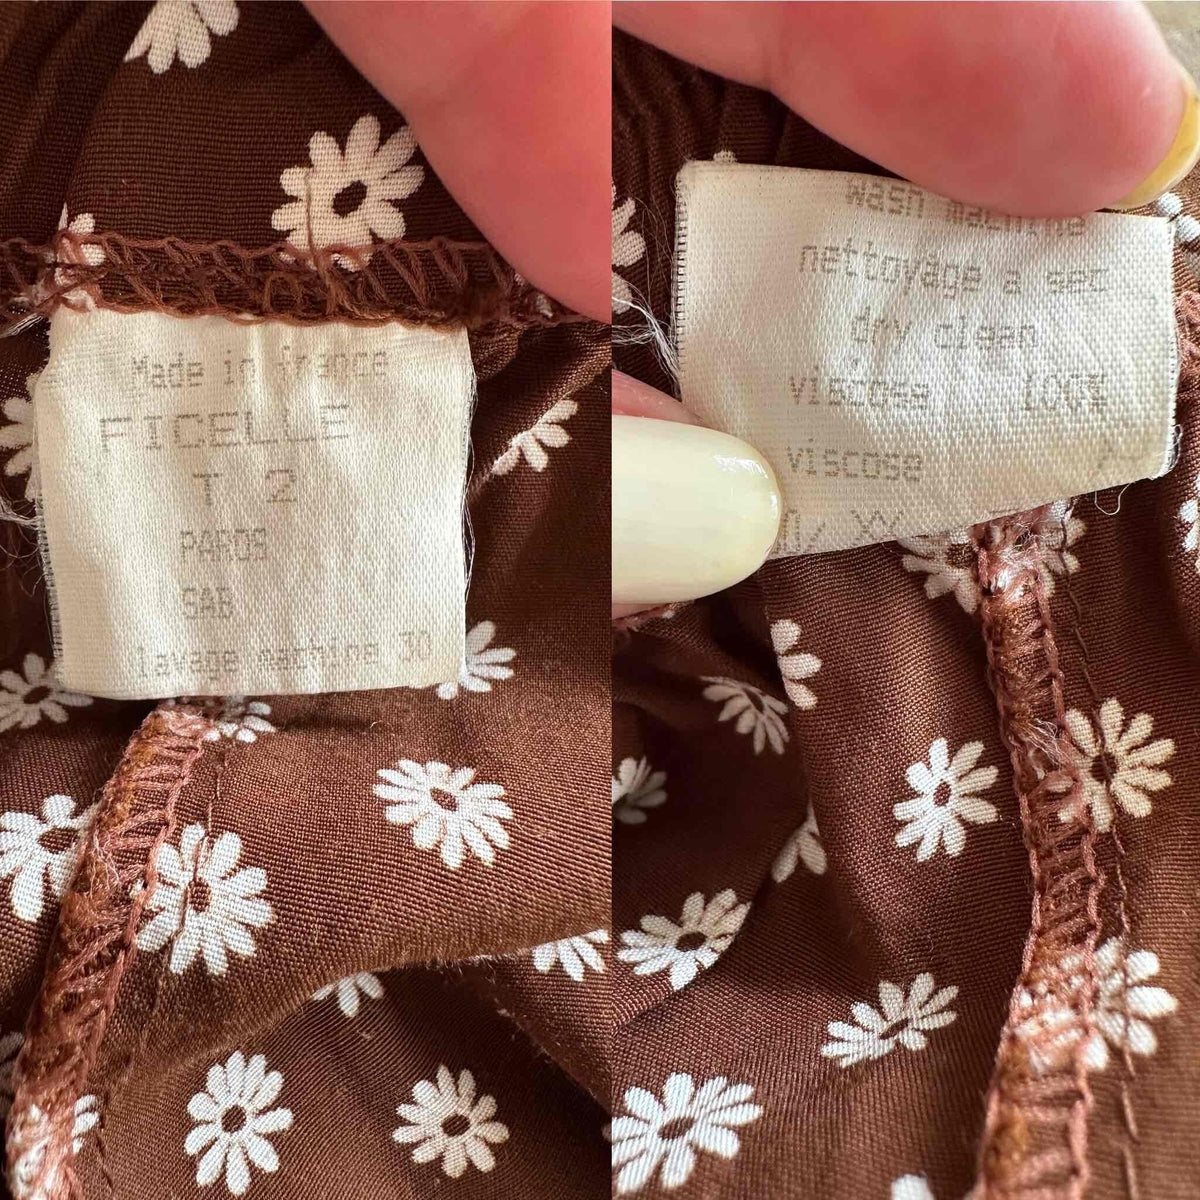 Made in france
FICELLE
T 2
PAROS
SAB
lavage machine 30
wash machine
nettoyage a sec
dry clean
viscose 100%
viscose